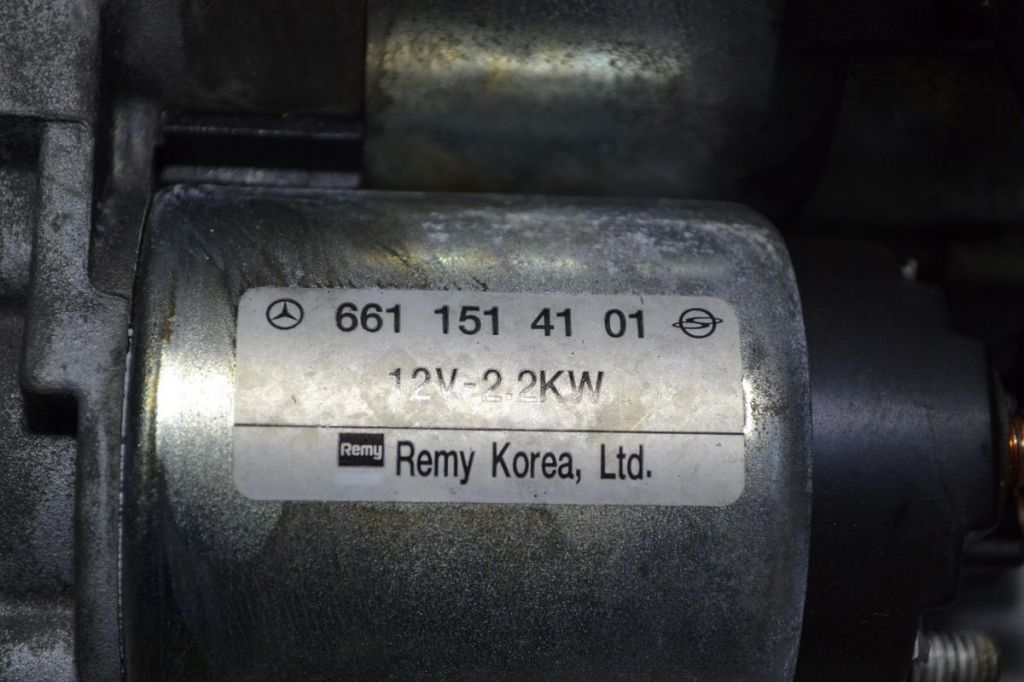 661 151 41 01
12V-2.2KW
Remy Remy Korea, Ltd.